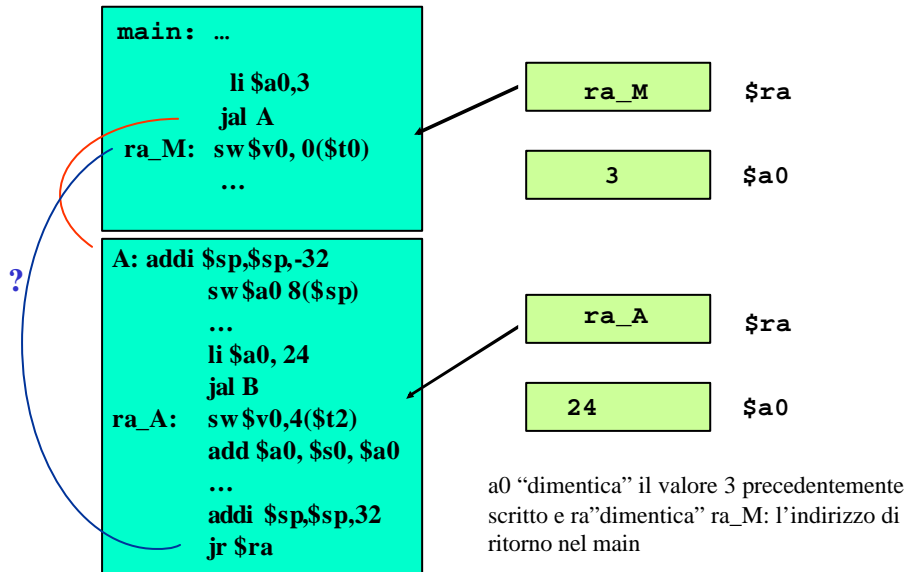 main: …
li $a0,3
jal A
ra_M: sw $v0, 0($t0)
…
ra_M $ra
3 $a0
?
A: addi $sp,$sp,-32
sw $a0 8($sp)
…
li $a0, 24
jal B
ra_A: sw $v0,4($t2)
add $a0, $s0, $a0
…
addi $sp,$sp,32
jr $ra
ra_A $ra
24 $a0
a0 “dimentica” il valore 3 precedentemente
scritto e ra”dimentica” ra_M: l’indirizzo di
ritorno nel main